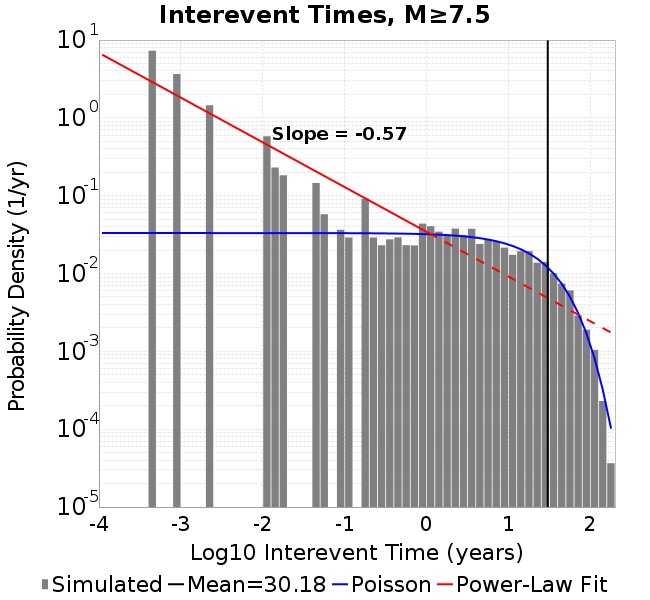 Interevent Times, M≥7.5
Probability Density (1/yr)
10^1
10^0
10^-1
10^-2
10^-3
10^-4
10^-5
Slope = -0.57
-4 -3 -2 -1 0 1 2
Log10 Interevent Time (years)
Simulated Mean=30.18 Poisson Power-Law Fit